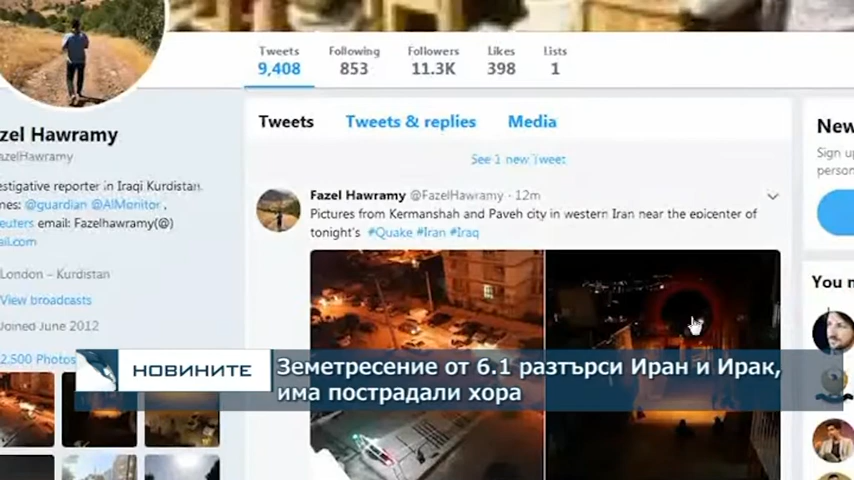 Tweets
9,408
Following
853
Followers
11.3K
Likes
398
Lists
1
zel Hawramy
azelHawramy
estigative reporter in Iraqi Kurdistan.
mes: @guardian @AlMonitor ,
euters email: Fazelhawramy(@)
ail.com
London – Kurdistan
View broadcasts
Joined June 2012
2,500 Photos
Tweets
Tweets & replies
Media
See 1 new Tweet
Fazel Hawramy @FazelHawramy · 12m
Pictures from Kermanshah and Paveh city in western Iran near the epicenter of
tonight's #Quake #Iran #Iraq
New
Sign up
person
You m
НОВИНИТЕ
Земетресение от 6.1 разтърси Иран и Ирак,
има пострадали хора